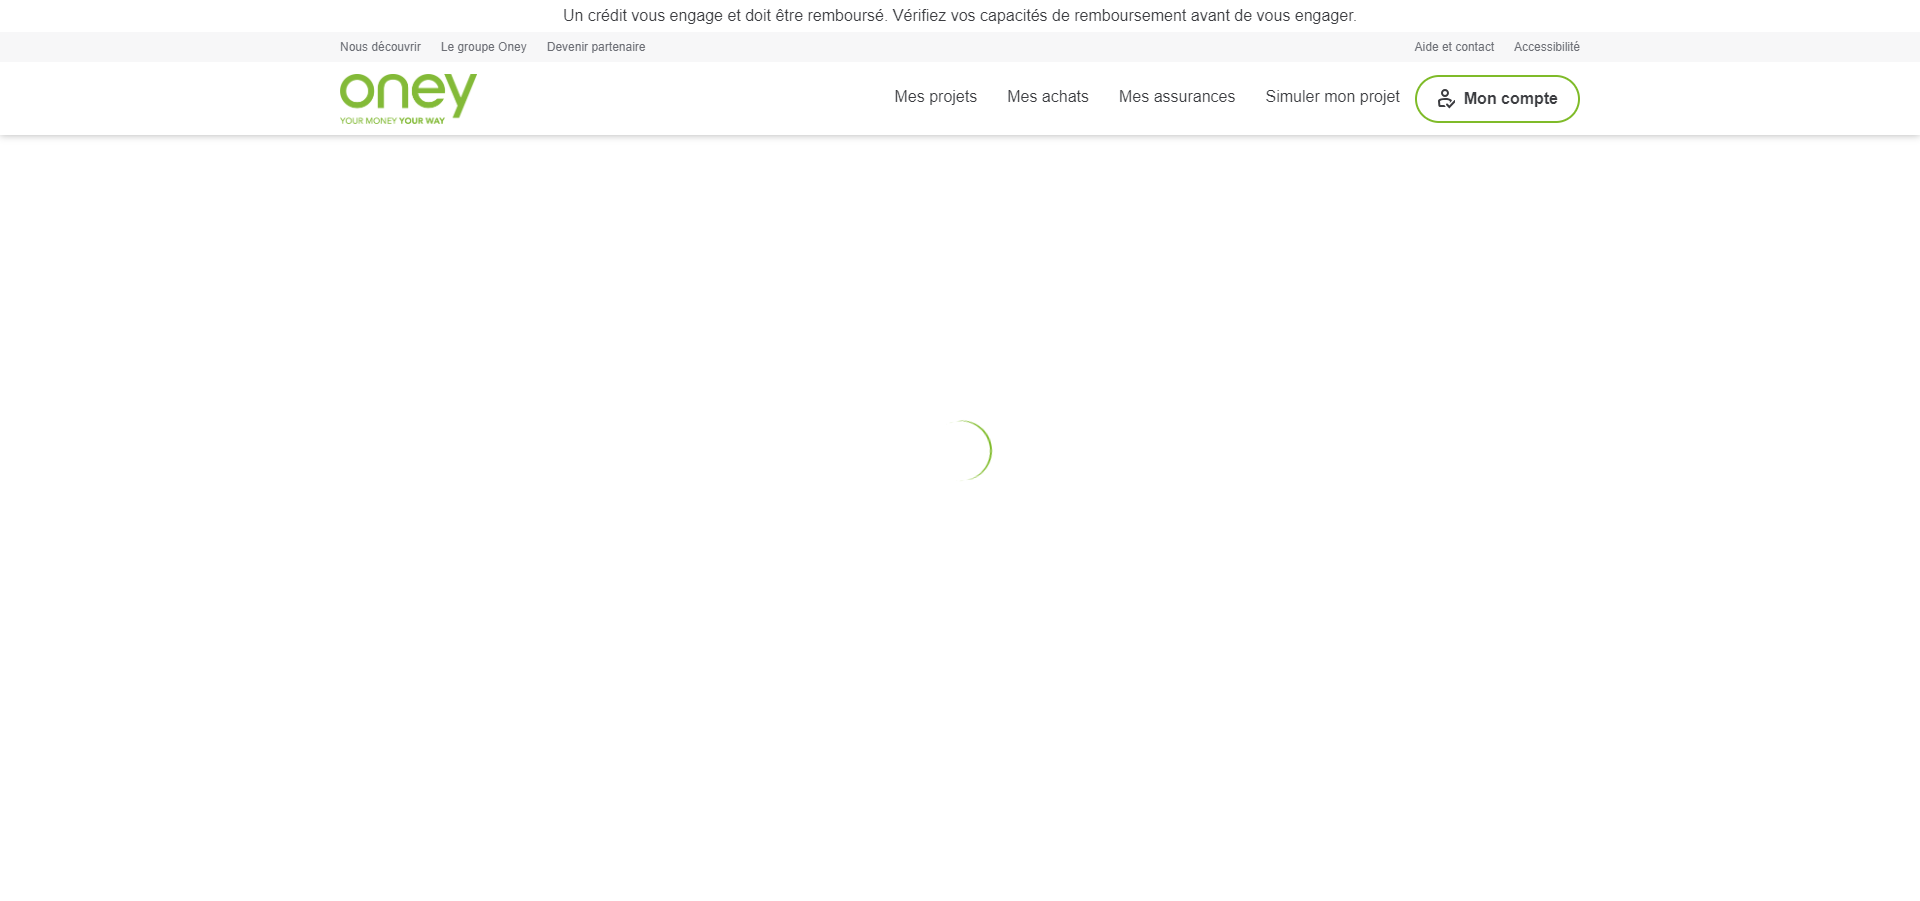 Un crédit vous engage et doit être remboursé. Vérifiez vos capacités de remboursement avant de vous engager.
Nous découvrir Le groupe Oney Devenir partenaire Aide et contact Accessibilité
oney
YOUR MONEY YOUR WAY
Mes projets Mes achats Mes assurances Simuler mon projet Mon compte